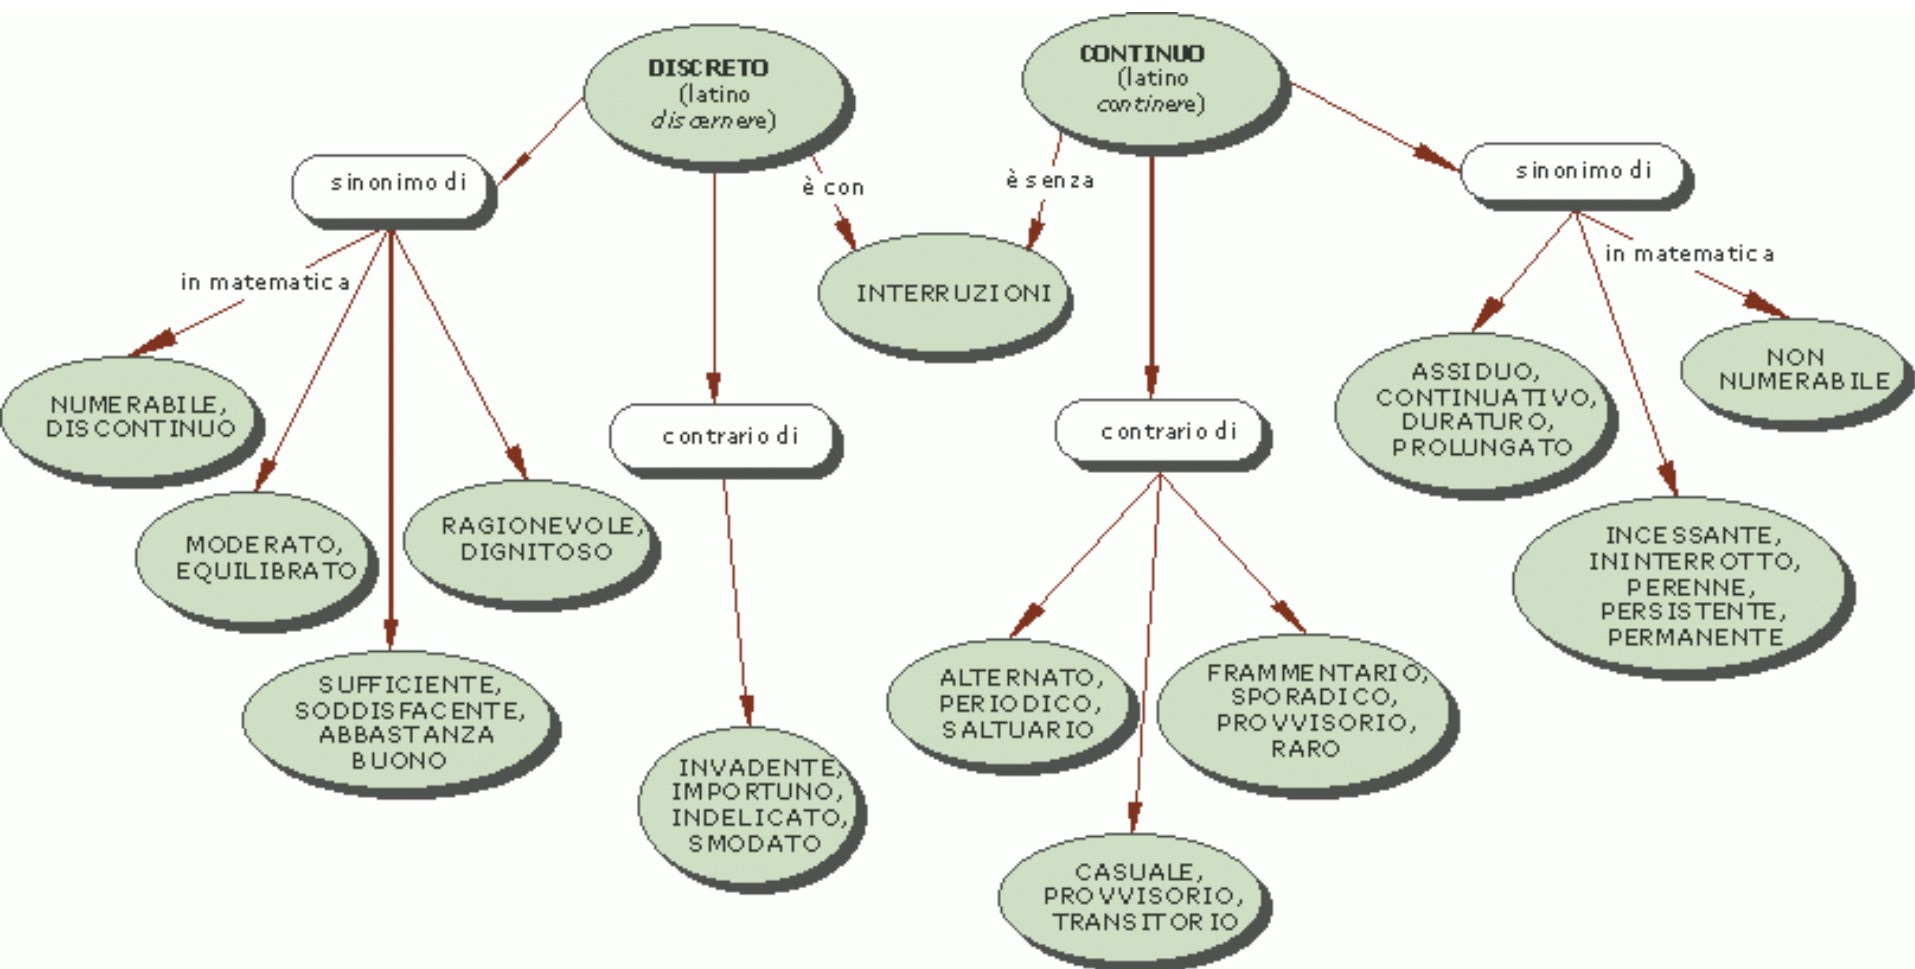 DISCRETO
(latino
discernere)
CONTINUO
(latino
continere)
sinonimo di
è con
è senza
sinonimo di
in matematica
INTERRUZIONI
in matematica
NUMERABILE,
DISCONTINUO
contrario di
contrario di
ASSIDUO,
CONTINUATIVO,
DURATURO,
PROLUNGATO
NON
NUMERABILE
MODERATO,
EQUILIBRATO
RAGIONEVOLE,
DIGNITOSO
INCESSANTE,
ININTERROTTO,
PERENNE,
PERSISTENTE,
PERMANENTE
SUFFICIENTE,
SODDISFACENTE,
ABBASTANZA
BUONO
INVADENTE,
IMPORTUNO,
INDELICATO,
SMODATO
ALTERNATO,
PERIODICO,
SALTUARIO
FRAMMENTARIO,
SPORADICO,
PROVVISORIO,
RARO
CASUALE,
PROVVISORIO,
TRANSITORIO